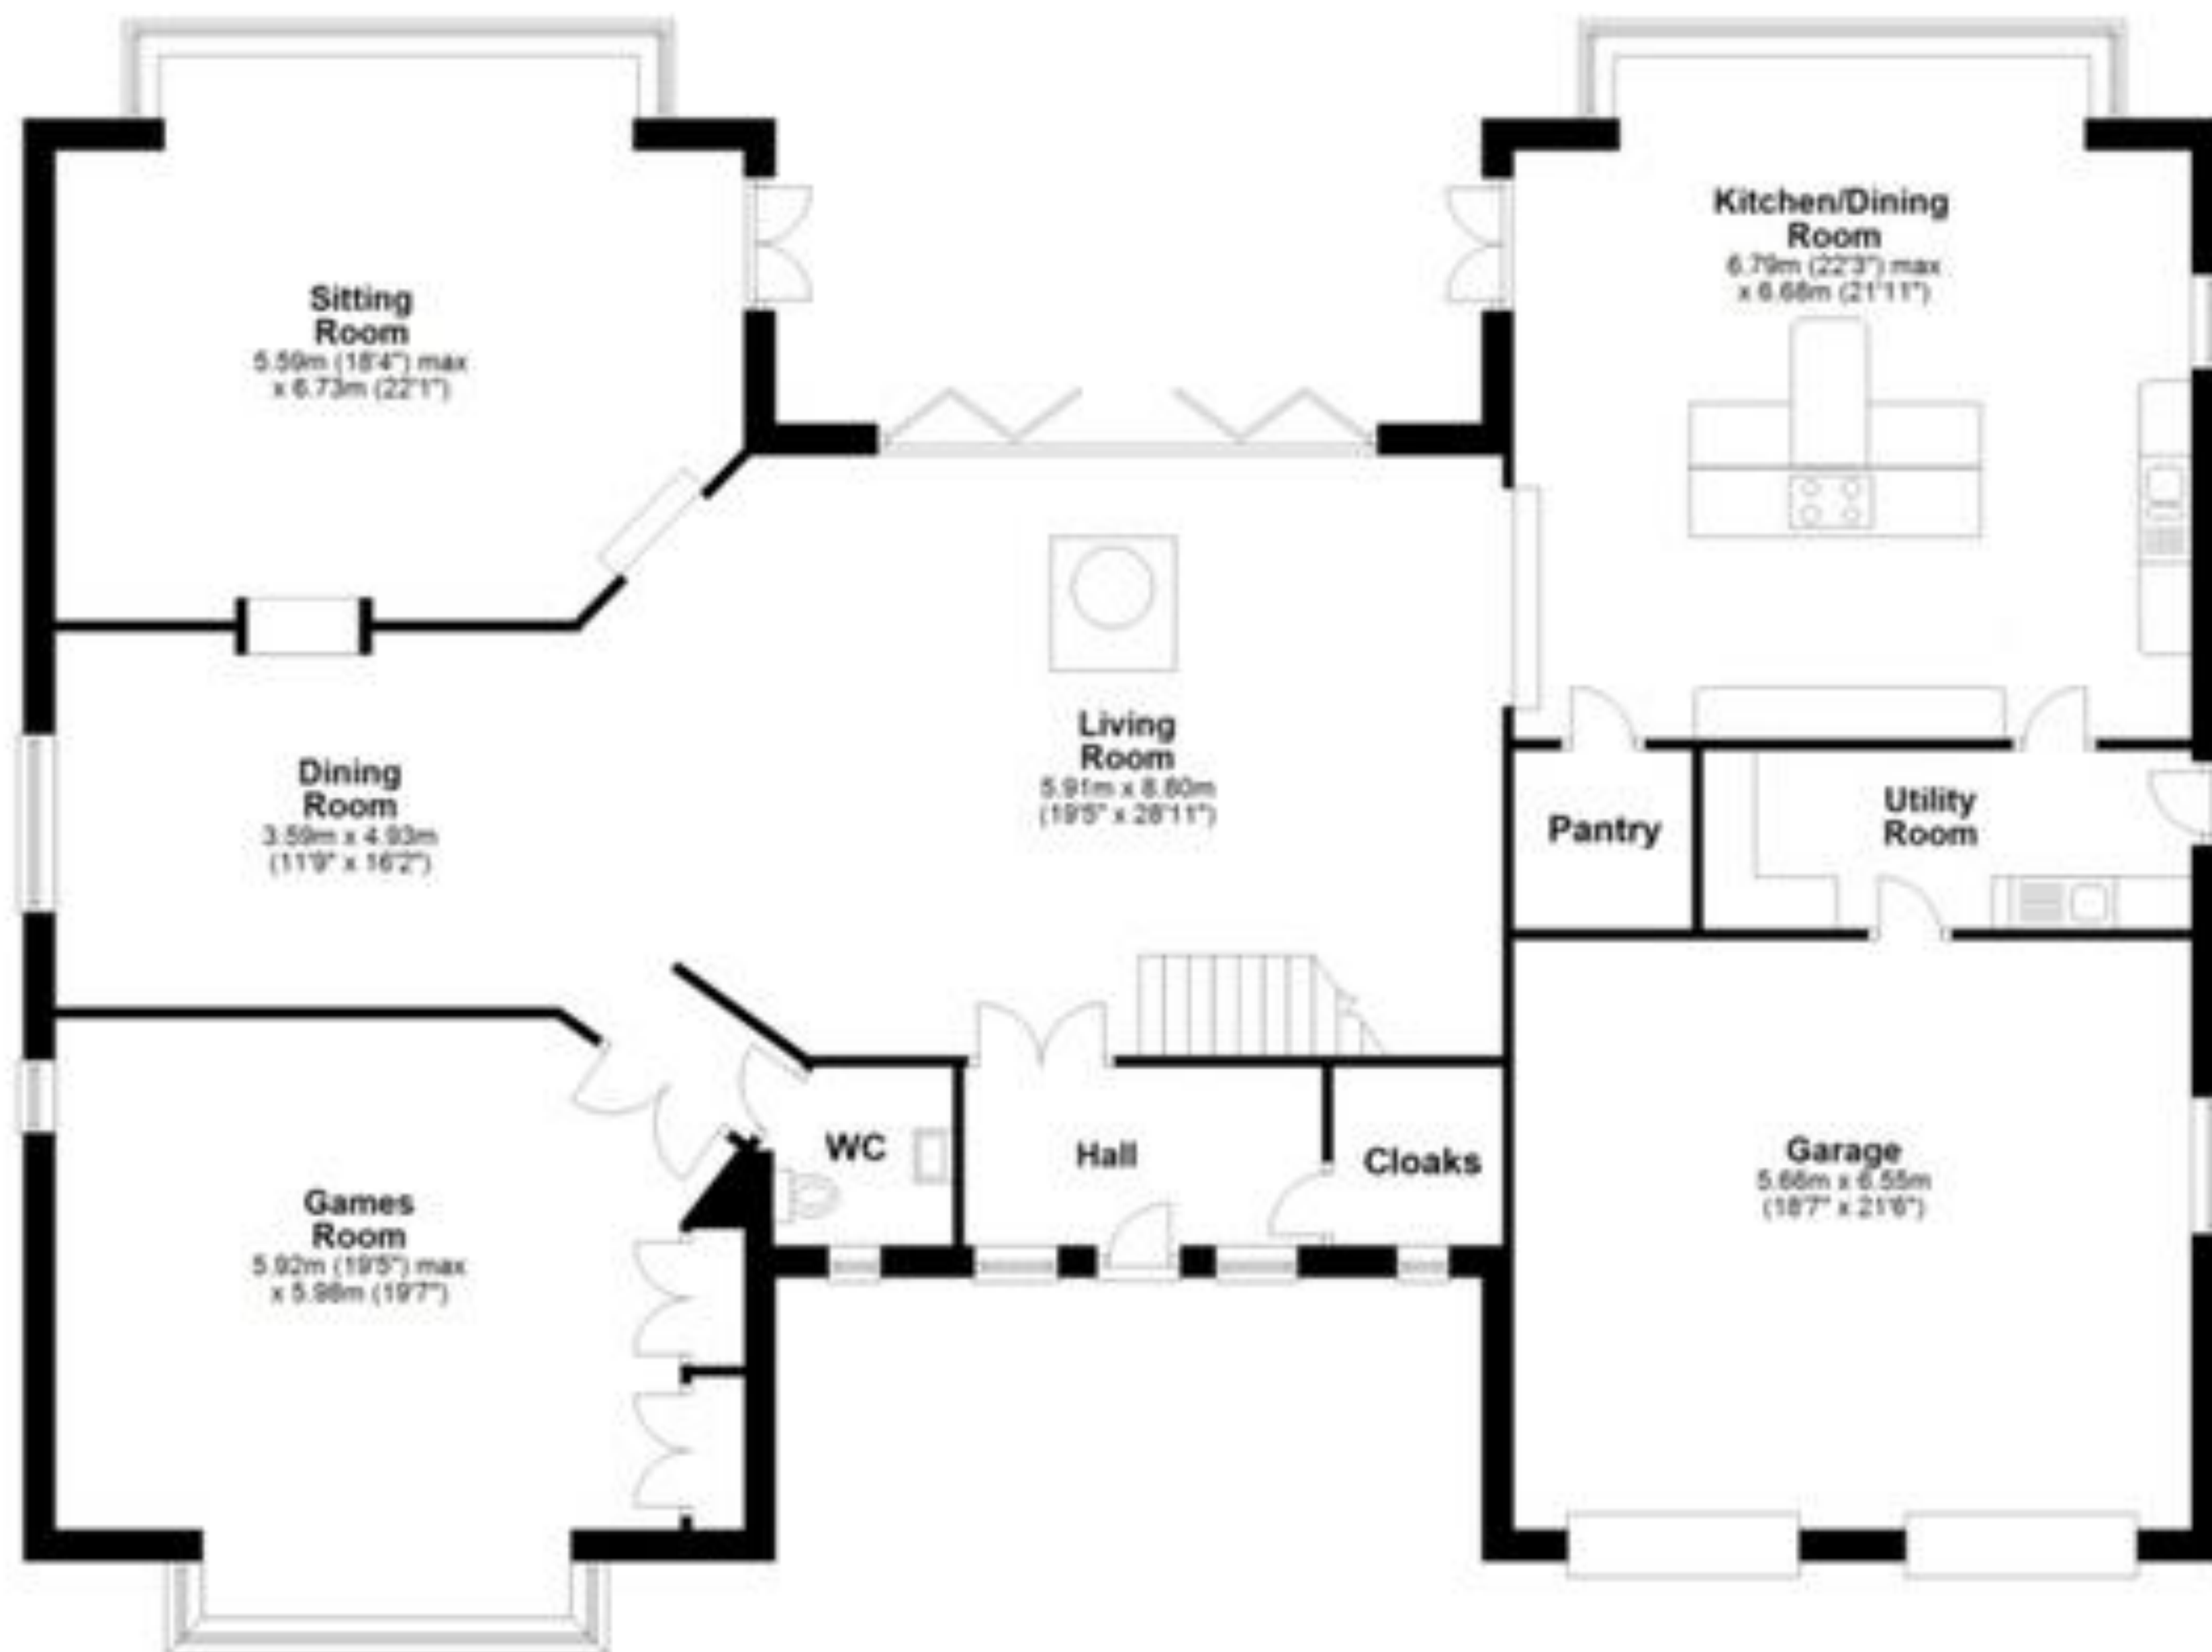 Sitting
Room
5.59m (18'4") max
x 6.73m (22'1")
Kitchen/Dining
Room
6.79m (22'3") max
x 6.68m (21'11")
Dining
Room
3.59m x 4.93m
(11'9" x 16'2")
Living
Room
5.91m x 8.80m
(19'5" x 28'11")
Pantry
Utility
Room
Games
Room
5.92m (19'5") max
x 5.98m (19'7")
WC
Hall
Cloaks
Garage
5.66m x 6.55m
(18'7" x 21'6")